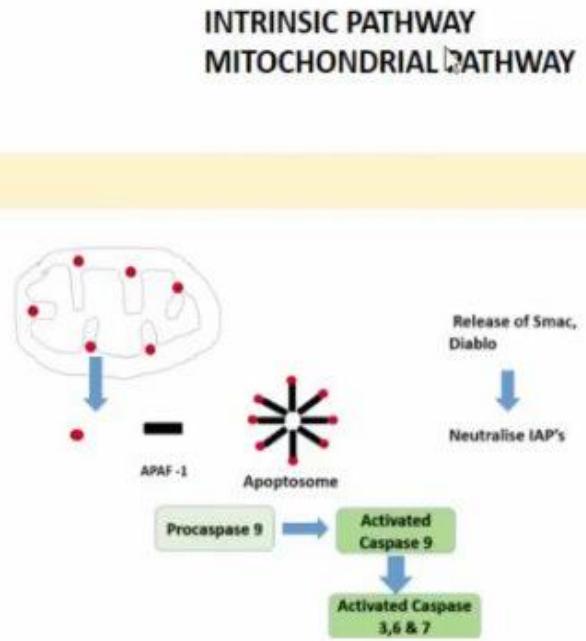 INTRINSIC PATHWAY
MITOCHONDRIAL PATHWAY
Release of Smac,
Diablo
Neutralise IAP's
APAF -1
Apoptosome
Procaspase 9
Activated
Caspase 9
Activated Caspase
3,6 & 7